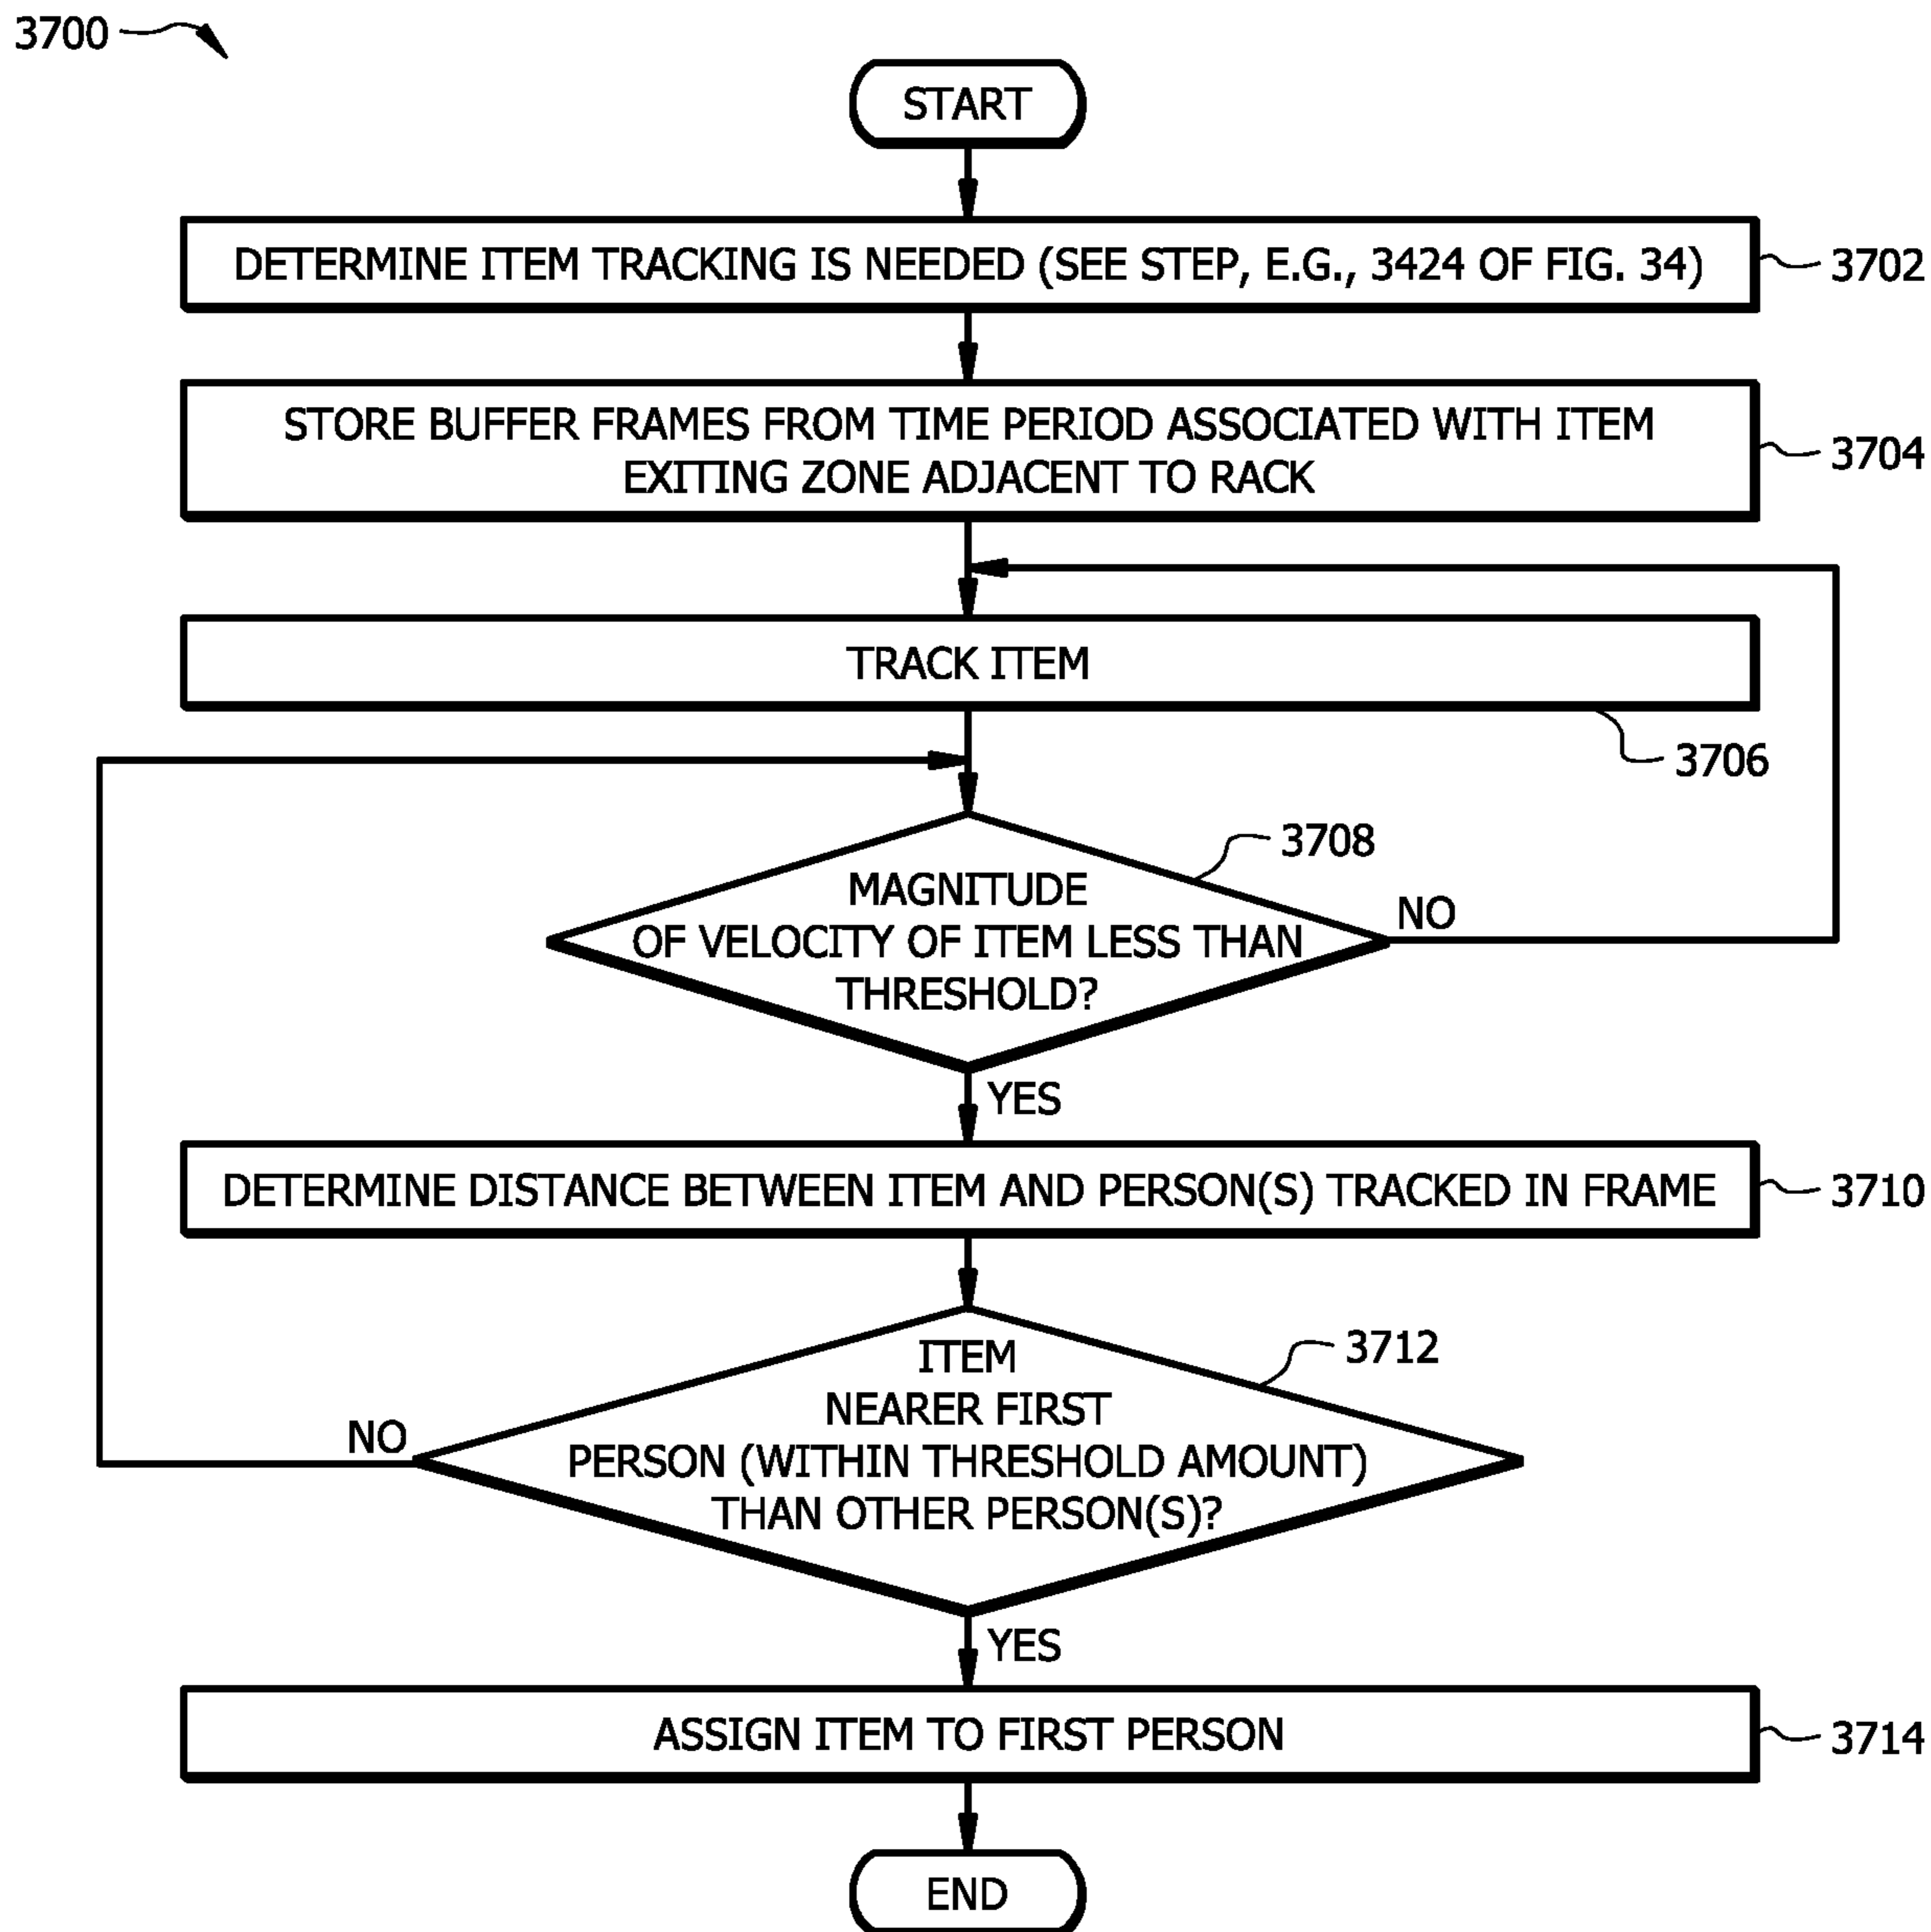 3700
START
DETERMINE ITEM TRACKING IS NEEDED (SEE STEP, E.G., 3424 OF FIG. 34)
3702
STORE BUFFER FRAMES FROM TIME PERIOD ASSOCIATED WITH ITEM
EXITING ZONE ADJACENT TO RACK
3704
TRACK ITEM
3706
3708
MAGNITUDE
OF VELOCITY OF ITEM LESS THAN
THRESHOLD?
NO
YES
DETERMINE DISTANCE BETWEEN ITEM AND PERSON(S) TRACKED IN FRAME
3710
3712
ITEM
NEARER FIRST
PERSON (WITHIN THRESHOLD AMOUNT)
THAN OTHER PERSON(S)?
NO
YES
ASSIGN ITEM TO FIRST PERSON
3714
END